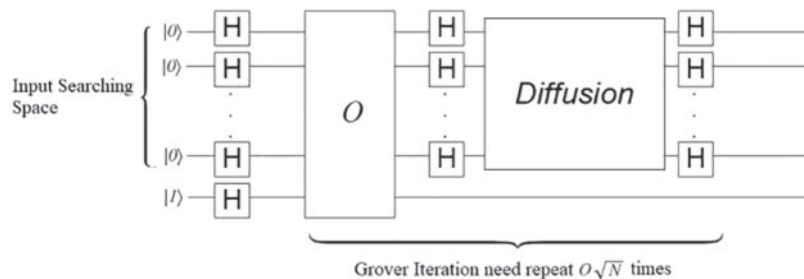 |0⟩ H H H
|0⟩ H H H
Input Searching
Space
O
Diffusion
|0⟩ H H H
|1⟩ H
Grover Iteration need repeat O√N times